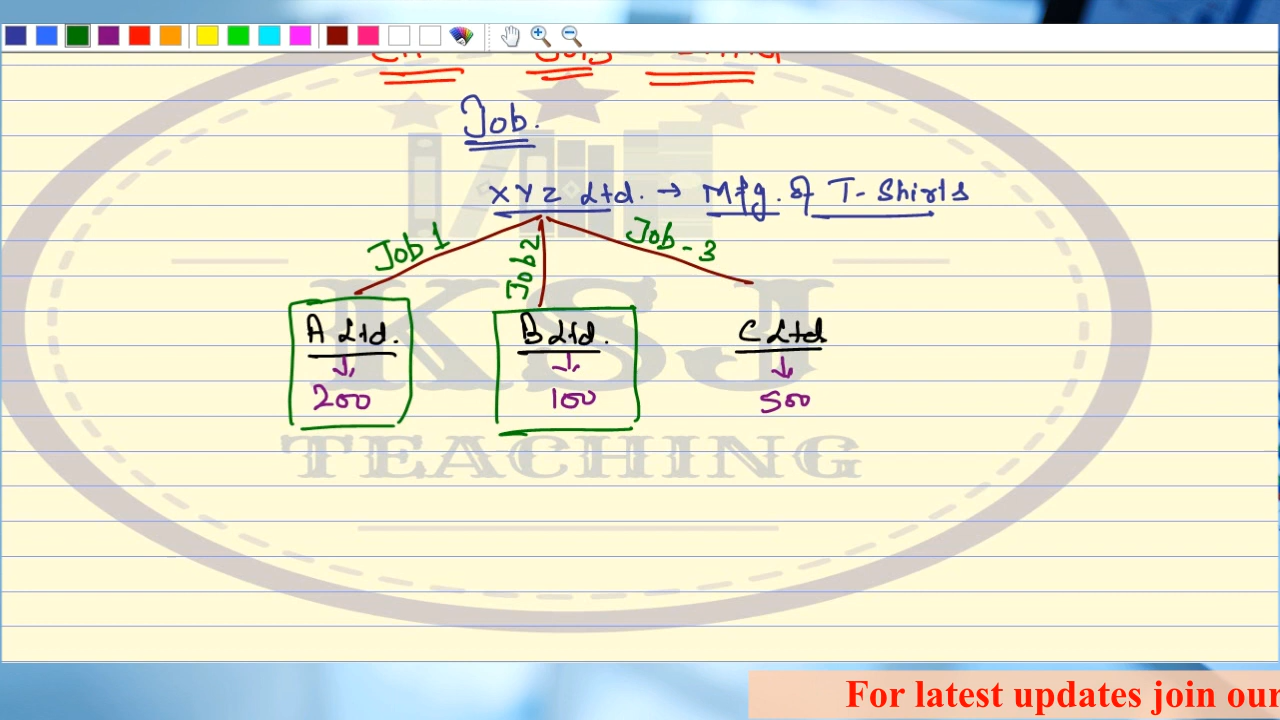 Job.
XYZ Ltd. → Mfg. of T-Shirts
Job 1 Job 2 Job-3
A Ltd. B Ltd. C Ltd
↓ ↓ ↓
200 100 500
KSJ
TEACHING
For latest updates join our